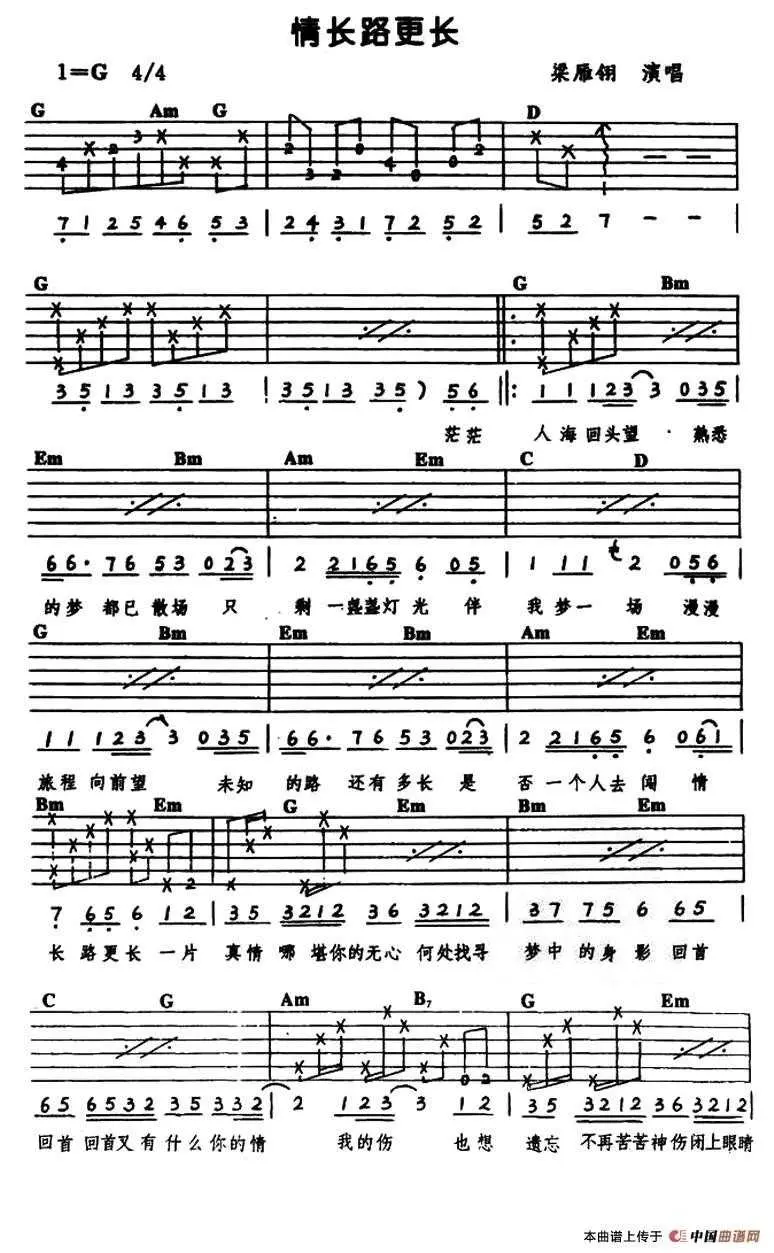 情长路更长
1=G 4/4 梁雁翎 演唱
G Am G D
4 2 3 2 3 2 0 4 0 0 2
7 1 2 5 4 6 5 3 | 2 4 3 1 7 2 5 2 | 5 2 7 - - |
G G Bm
3 5 1 3 3 5 1 3 | 3 5 1 3 3 5 ) 5 6 ‖: 1 1 1 2 3 3 0 3 5 |
茫茫 人海回头望 · 熟悉
Em Bm Am Em C D
6 6· 7 6 5 3 0 2 3 | 2 2 1 6 5 6 0 5 | 1 1 1 2 0 5 6 |
的梦 都已散场 只 剩 一盏盏灯光 伴 我梦一 场 漫漫
G Bm Em Bm Am Em
1 1 1 2 3 3 0 3 5 | 6 6· 7 6 5 3 0 2 3 | 2 2 1 6 5 6 0 6 1 |
旅程向前望 未知 的路 还有多长 是 否一个人去闯 情
Bm Em G Em Bm Em
2
7 6 5 6 1 2 | 3 5 3 2 1 2 3 6 3 2 1 2 | 3 7 7 5 6 6 5 |
长 路更长 一片 真情 哪 堪你的无心 何处找寻 梦中 的身 影 回首
C G Am B7 G Em
0 2
6 5 6 5 3 2 3 5 3 3 2 | 2 1 2 3 3 1 2 | 3 5 3 2 1 2 3 6 3 2 1 2
回首 回首又有 什么 你的情 我的伤 也想 遗忘 不再苦苦神伤闭上眼睛
本曲谱上传于 中国曲谱网